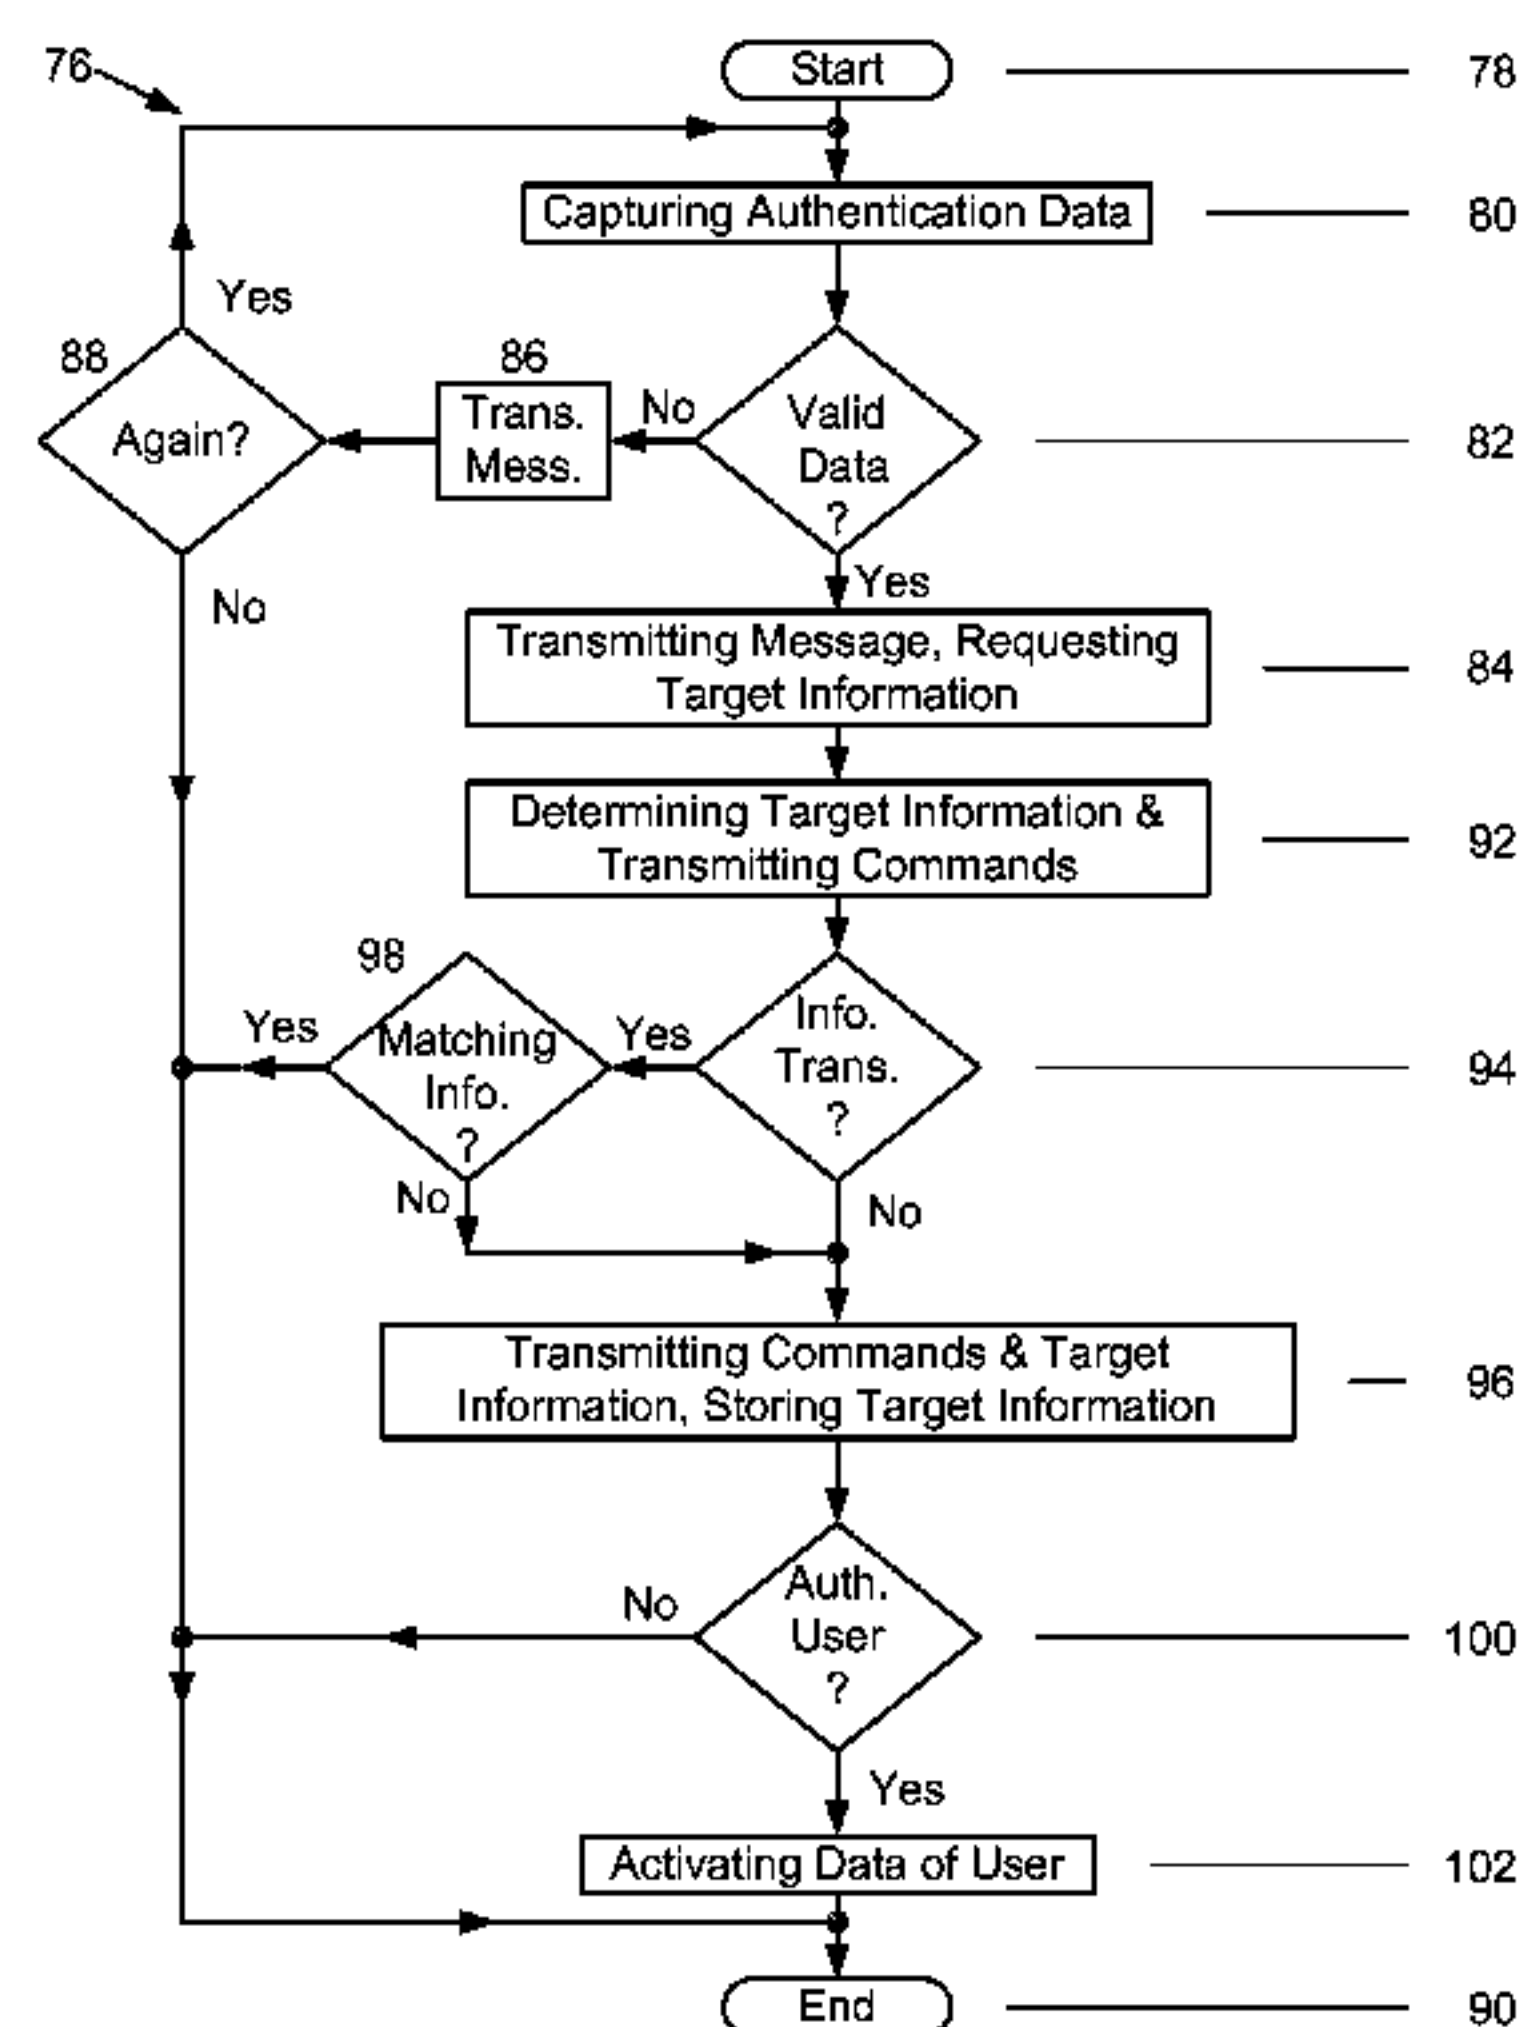 76
Start
78
Capturing Authentication Data
80
Yes
88
Again?
86
Trans.
Mess.
No
Valid
Data
?
82
Yes
No
Transmitting Message, Requesting
Target Information
84
Determining Target Information &
Transmitting Commands
92
98
Yes
Matching
Info.
?
Yes
Info.
Trans.
?
94
No
No
Transmitting Commands & Target
Information, Storing Target Information
96
No
Auth.
User
?
100
Yes
Activating Data of User
102
End
90